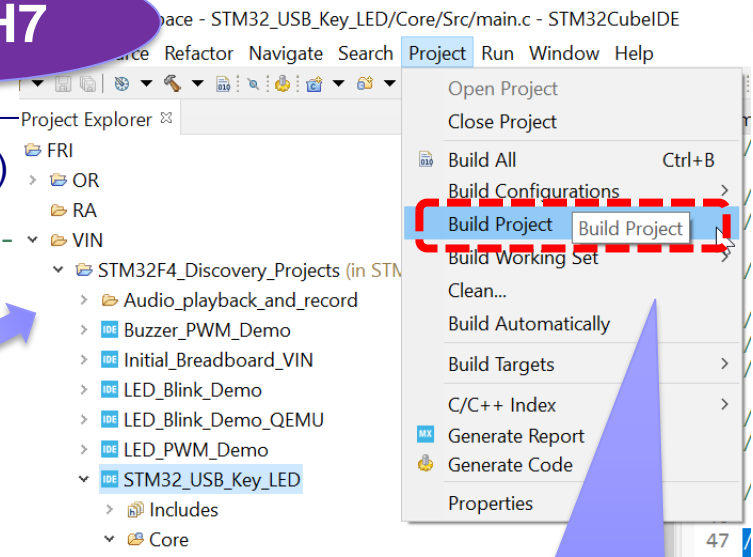 H7
ace - STM32_USB_Key_LED/Core/Src/main.c - STM32CubeIDE
rce Refactor Navigate Search Project Run Window Help
Project Explorer
FRI
OR
RA
VIN
STM32F4_Discovery_Projects (in STM
Audio_playback_and_record
Buzzer_PWM_Demo
Initial_Breadboard_VIN
LED_Blink_Demo
LED_Blink_Demo_QEMU
LED_PWM_Demo
STM32_USB_Key_LED
Includes
Core
Open Project
Close Project
Build All Ctrl+B
Build Configurations
Build Project Build Project
Build Working Set
Clean...
Build Automatically
Build Targets
C/C++ Index
Generate Report
Generate Code
Properties
47